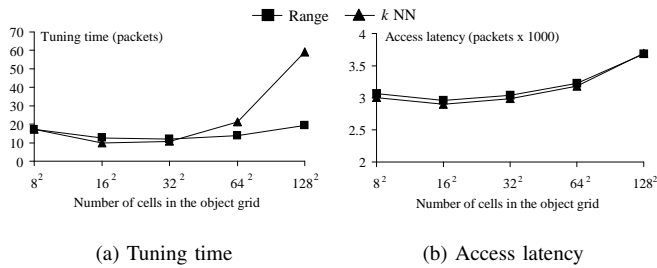 Range k NN
Tuning time (packets)
70
60
50
40
30
20
10
0
8² 16² 32² 64² 128²
Number of cells in the object grid
(a) Tuning time
Access latency (packets x 1000)
4
3.5
3
2.5
2
8² 16² 32² 64² 128²
Number of cells in the object grid
(b) Access latency